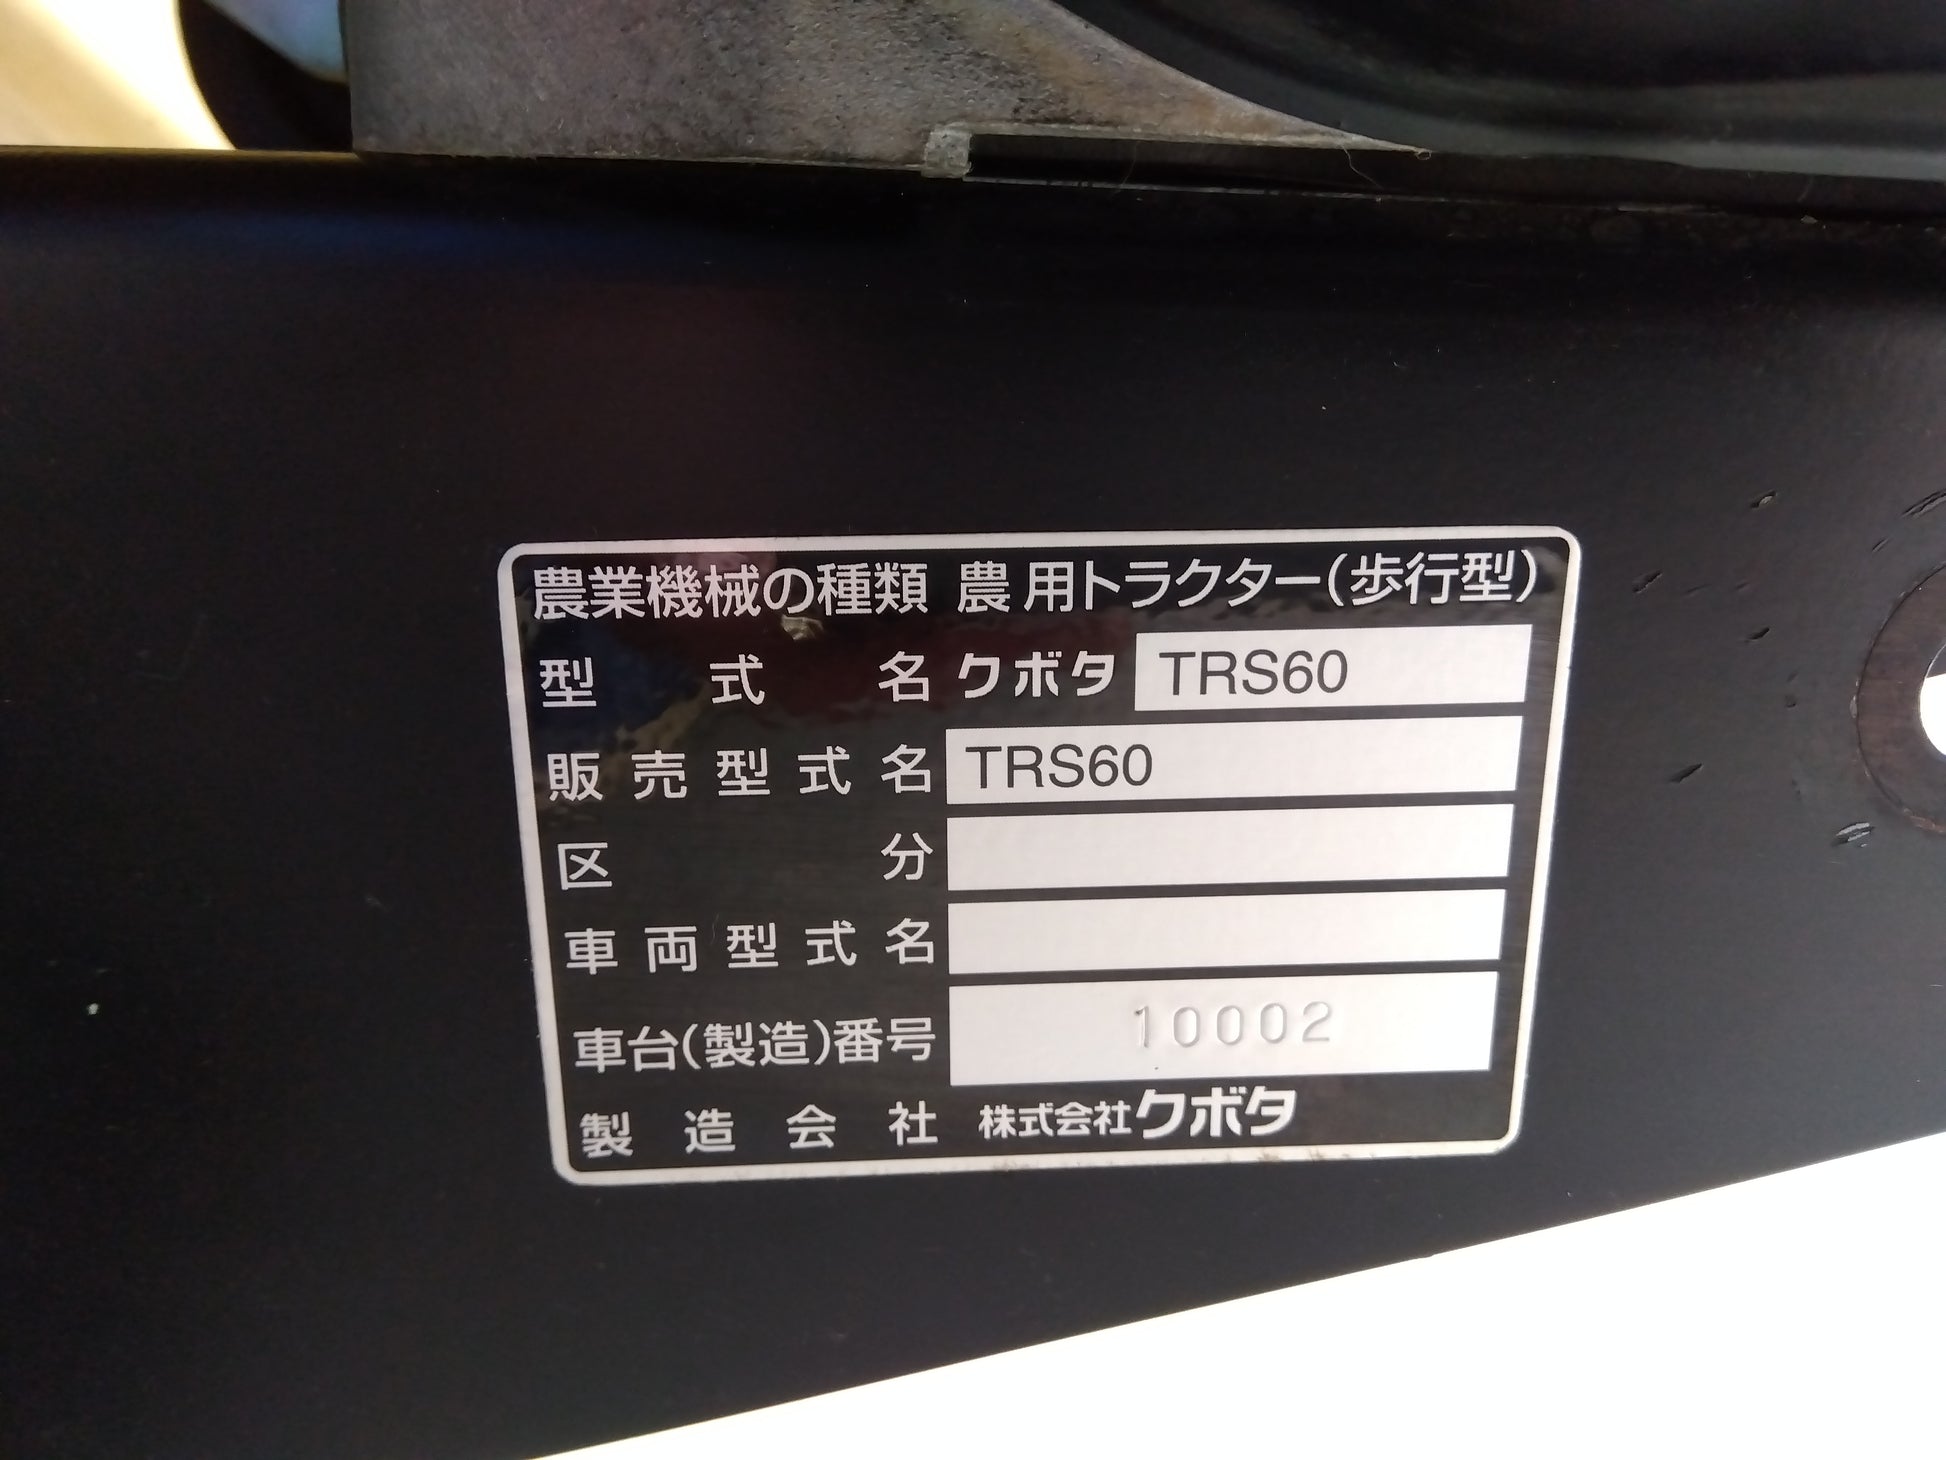 農業機械の種類 農用トラクター(歩行型)
型式名 クボタ TRS60
販売型式名 TRS60
区分
車両型式名
車台(製造)番号 10002
製造会社 株式会社クボタ